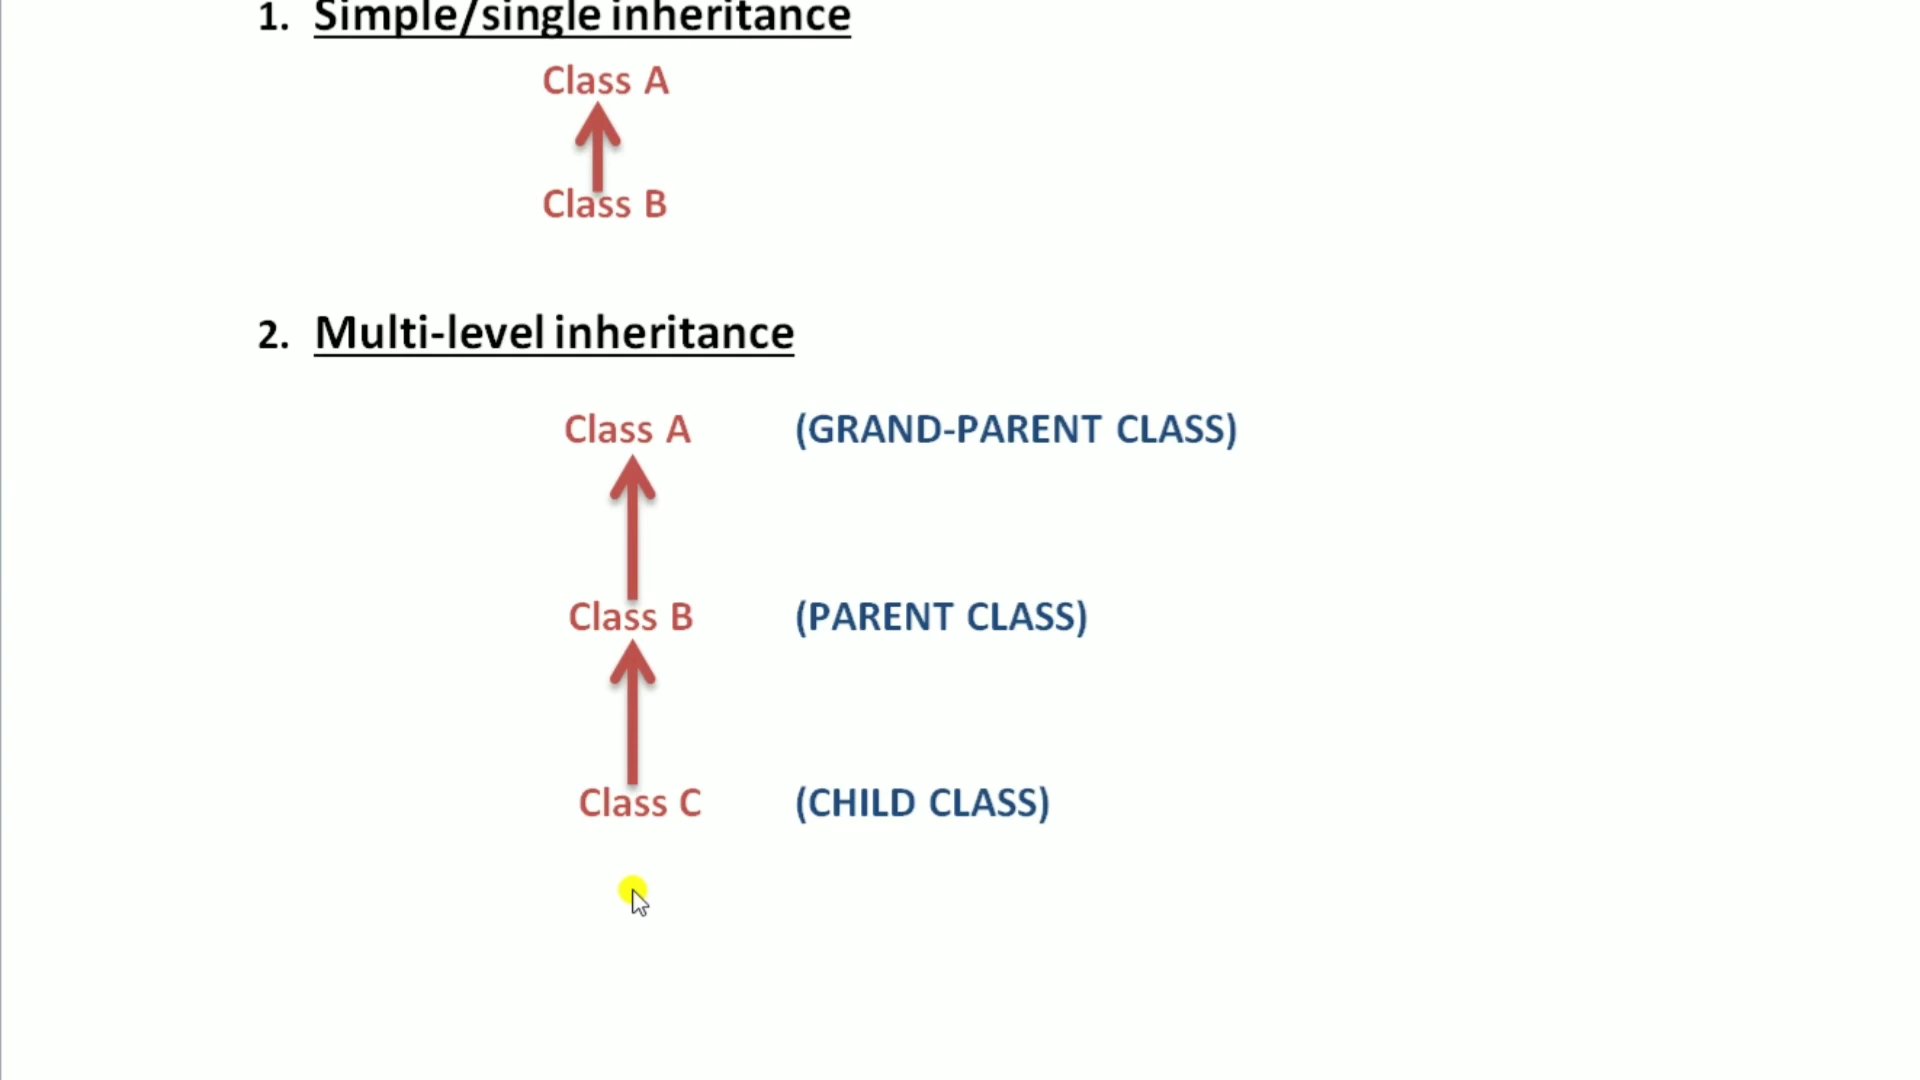 1. Simple/single inheritance
Class A
Class B
2. Multi-level inheritance
Class A (GRAND-PARENT CLASS)
Class B (PARENT CLASS)
Class C (CHILD CLASS)